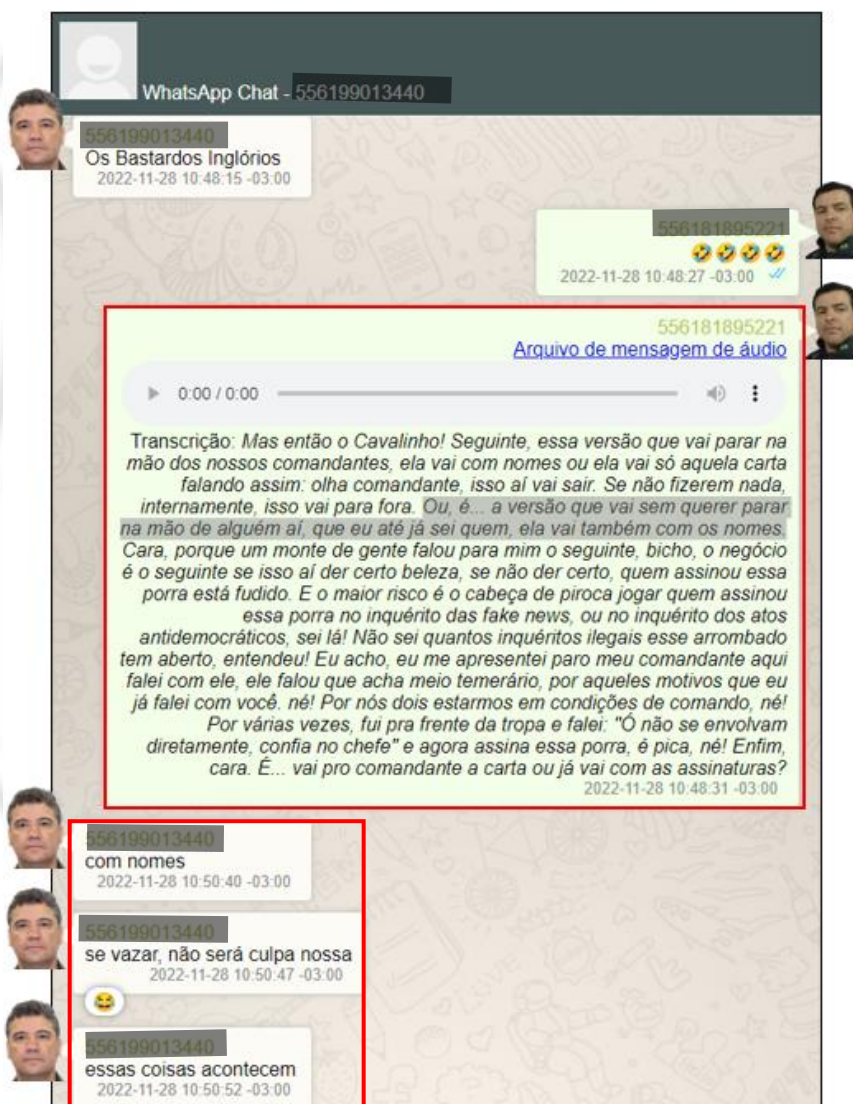 WhatsApp Chat -
Os Bastardos Inglórios
2022-11-28 10:48:15 -03:00
🤣🤣🤣🤣
2022-11-28 10:48:27 -03:00
556181895221
Arquivo de mensagem de áudio
0:00 / 0:00
Transcrição: Mas então o Cavalinho! Seguinte, essa versão que vai parar na
mão dos nossos comandantes, ela vai com nomes ou ela vai só aquela carta
falando assim: olha comandante, isso aí vai sair. Se não fizerem nada,
internamente, isso vai para fora. Ou, é... a versão que vai sem querer parar
na mão de alguém aí, que eu até já sei quem, ela vai também com os nomes.
Cara, porque um monte de gente falou para mim o seguinte, bicho, o negócio
é o seguinte se isso aí der certo beleza, se não der certo, quem assinou essa
porra está fudido. E o maior risco é o cabeça de piroca jogar quem assinou
essa porra no inquérito das fake news, ou no inquérito dos atos
antidemocráticos, sei lá! Não sei quantos inquéritos ilegais esse arrombado
tem aberto, entendeu! Eu acho, eu me apresentei paro meu comandante aqui
falei com ele, ele falou que acha meio temerário, por aqueles motivos que eu
já falei com você. né! Por nós dois estarmos em condições de comando, né!
Por várias vezes, fui pra frente da tropa e falei: "Ó não se envolvam
diretamente, confia no chefe" e agora assina essa porra, é pica, né! Enfim,
cara. É... vai pro comandante a carta ou já vai com as assinaturas?
2022-11-28 10:48:31 -03:00
com nomes
2022-11-28 10:50:40 -03:00
se vazar, não será culpa nossa
2022-11-28 10:50:47 -03:00
😂
essas coisas acontecem
2022-11-28 10:50:52 -03:00